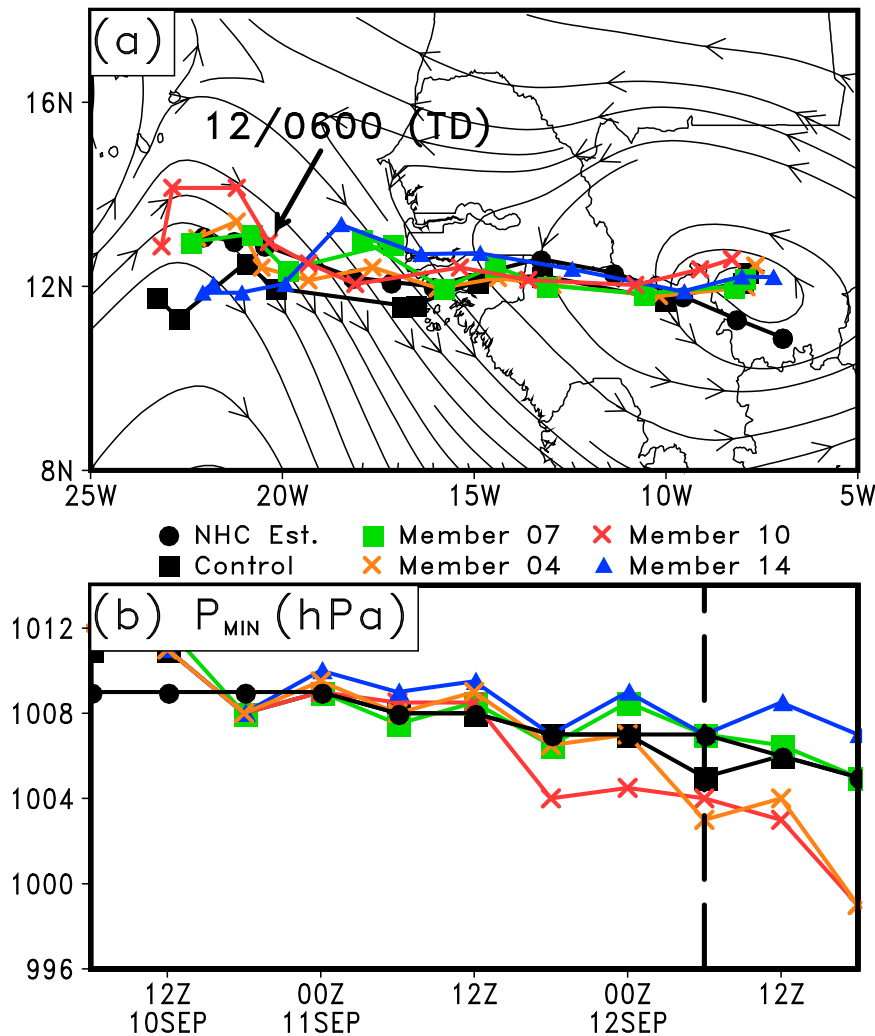 (a)
16N
12/0600 (TD)
12N
8N
25W 20W 15W 10W 5W
NHC Est. Member 07 Member 10
Control Member 04 Member 14
(b) PMIN (hPa)
1012
1008
1004
1000
996
12Z 00Z 12Z 00Z 12Z
10SEP 11SEP 12SEP